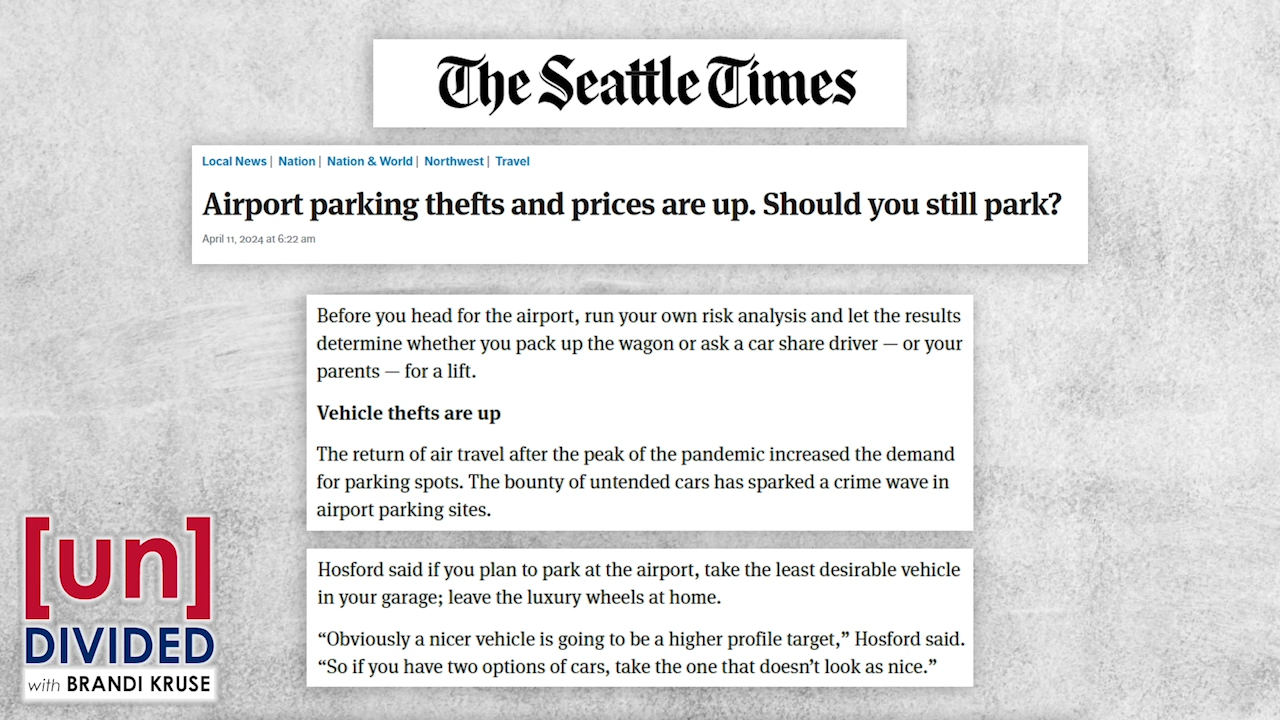 The Seattle Times
Local News | Nation | Nation & World | Northwest | Travel
Airport parking thefts and prices are up. Should you still park?
April 11, 2024 at 6:22 am
Before you head for the airport, run your own risk analysis and let the results
determine whether you pack up the wagon or ask a car share driver — or your
parents — for a lift.
Vehicle thefts are up
The return of air travel after the peak of the pandemic increased the demand
for parking spots. The bounty of untended cars has sparked a crime wave in
airport parking sites.
Hosford said if you plan to park at the airport, take the least desirable vehicle
in your garage; leave the luxury wheels at home.
“Obviously a nicer vehicle is going to be a higher profile target,” Hosford said.
“So if you have two options of cars, take the one that doesn’t look as nice.”
[un]
DIVIDED
with BRANDI KRUSE